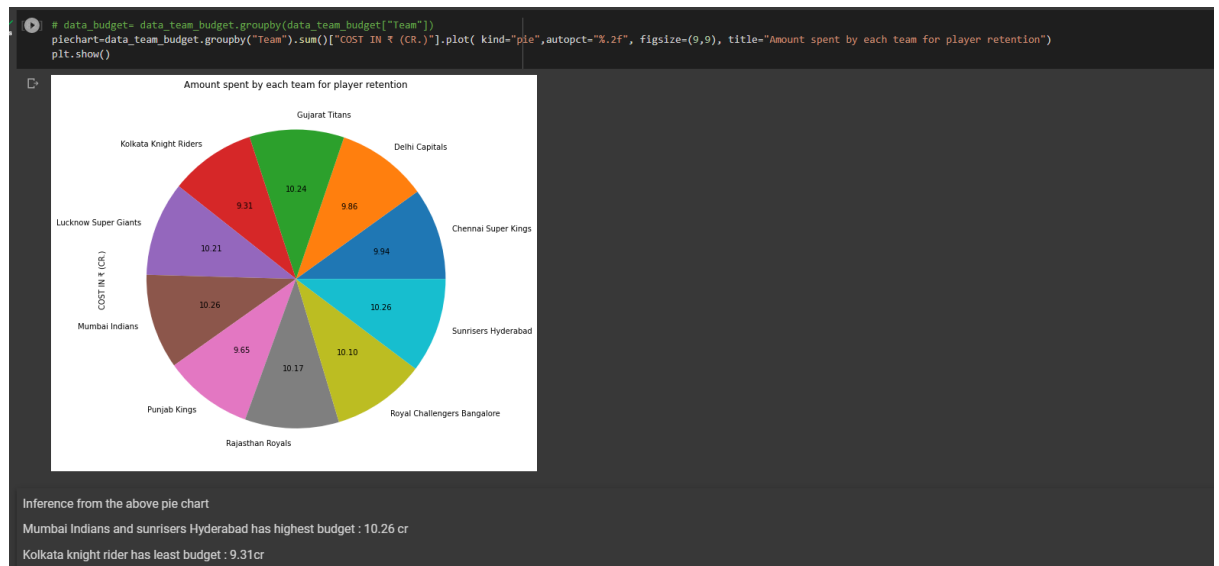 # data_budget= data_team_budget.groupby(data_team_budget["Team"])
piechart=data_team_budget.groupby("Team").sum()["COST IN ₹ (CR.)"].plot( kind="pie",autopct="%.2f", figsize=(9,9), title="Amount spent by each team for player retention")
plt.show()
Amount spent by each team for player retention
Gujarat Titans
Kolkata Knight Riders
Delhi Capitals
10.24
9.31
9.86
Lucknow Super Giants
Chennai Super Kings
10.21
9.94
COST IN ₹ (CR.)
10.26
10.26
Mumbai Indians
Sunrisers Hyderabad
9.65
10.10
10.17
Punjab Kings
Royal Challengers Bangalore
Rajasthan Royals
Inference from the above pie chart
Mumbai Indians and sunrisers Hyderabad has highest budget : 10.26 cr
Kolkata knight rider has least budget : 9.31cr